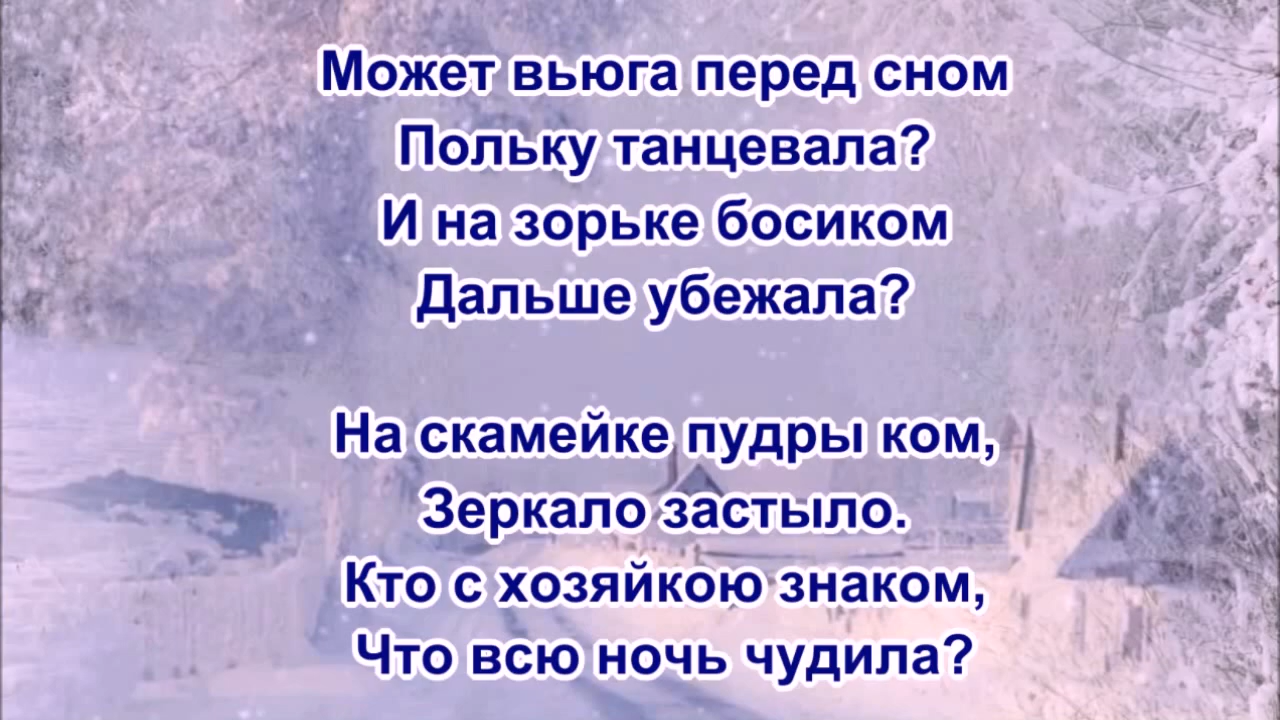 Может вьюга перед сном
Польку танцевала?
И на зорьке босиком
Дальше убежала?
На скамейке пудры ком,
Зеркало застыло.
Кто с хозяйкою знаком,
Что всю ночь чудила?